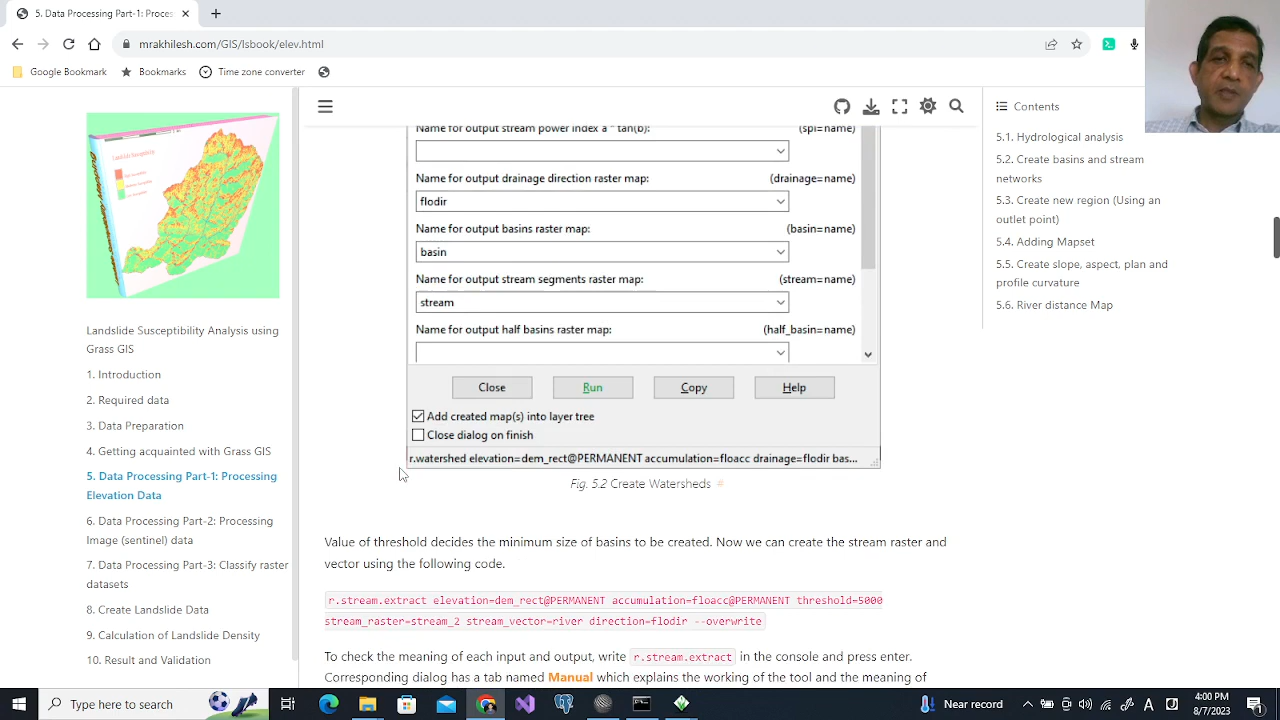 5. Data Processing Part-1: Proces
mrakhilesh.com/GIS/lsbook/elev.html
Google Bookmark
Bookmarks
Time zone converter
Landslide Susceptibility
Landslide Susceptibility Analysis using
Grass GIS
1. Introduction
2. Required data
3. Data Preparation
4. Getting acquainted with Grass GIS
5. Data Processing Part-1: Processing
Elevation Data
6. Data Processing Part-2: Processing
Image (sentinel) data
7. Data Processing Part-3: Classify raster
datasets
8. Create Landslide Data
9. Calculation of Landslide Density
10. Result and Validation
Name for output stream power index a * tan(b): (spi=name)
Name for output drainage direction raster map: (drainage=name)
flodir
Name for output basins raster map: (basin=name)
basin
Name for output stream segments raster map: (stream=name)
stream
Name for output half basins raster map: (half_basin=name)
Close Run Copy Help
Add created map(s) into layer tree
Close dialog on finish
r.watershed elevation=dem_rect@PERMANENT accumulation=floacc drainage=flodir bas...
Fig. 5.2 Create Watersheds #
Value of threshold decides the minimum size of basins to be created. Now we can create the stream raster and
vector using the following code.
r.stream.extract elevation=dem_rect@PERMANENT accumulation=floacc@PERMANENT threshold=5000
stream_raster=stream_2 stream_vector=river direction=flodir --overwrite
To check the meaning of each input and output, write r.stream.extract in the console and press enter.
Corresponding dialog has a tab named Manual which explains the working of the tool and the meaning of
Contents
5.1. Hydrological analysis
5.2. Create basins and stream
networks
5.3. Create new region (Using an
outlet point)
5.4. Adding Mapset
5.5. Create slope, aspect, plan and
profile curvature
5.6. River distance Map
Type here to search
Near record
4:00 PM
8/7/2023